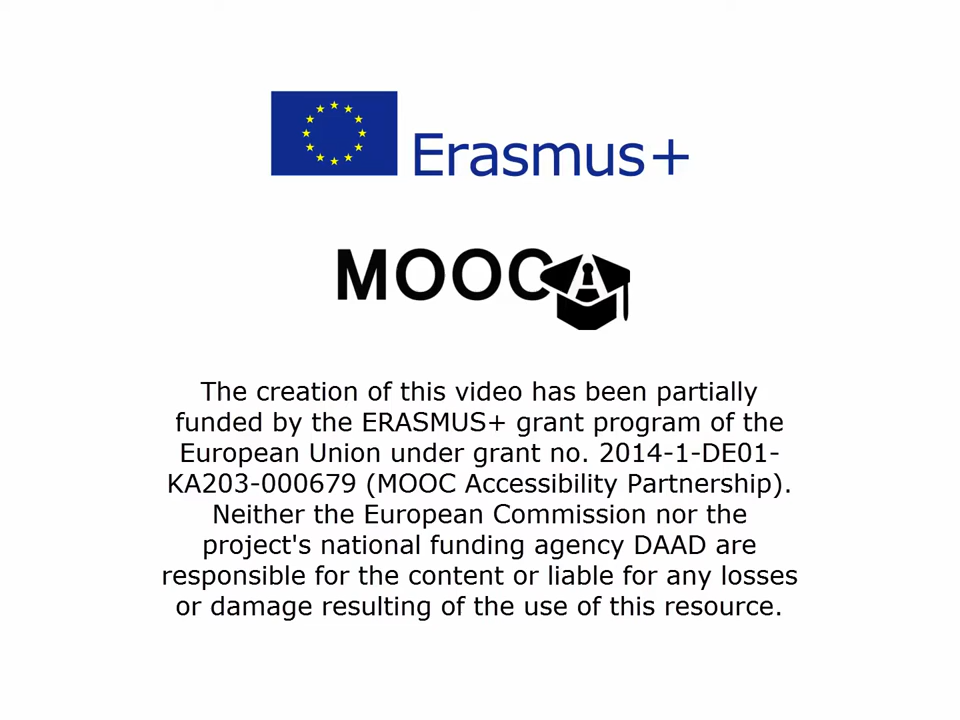 Erasmus+
MOOC
The creation of this video has been partially
funded by the ERASMUS+ grant program of the
European Union under grant no. 2014-1-DE01-
KA203-000679 (MOOC Accessibility Partnership).
Neither the European Commission nor the
project's national funding agency DAAD are
responsible for the content or liable for any losses
or damage resulting of the use of this resource.